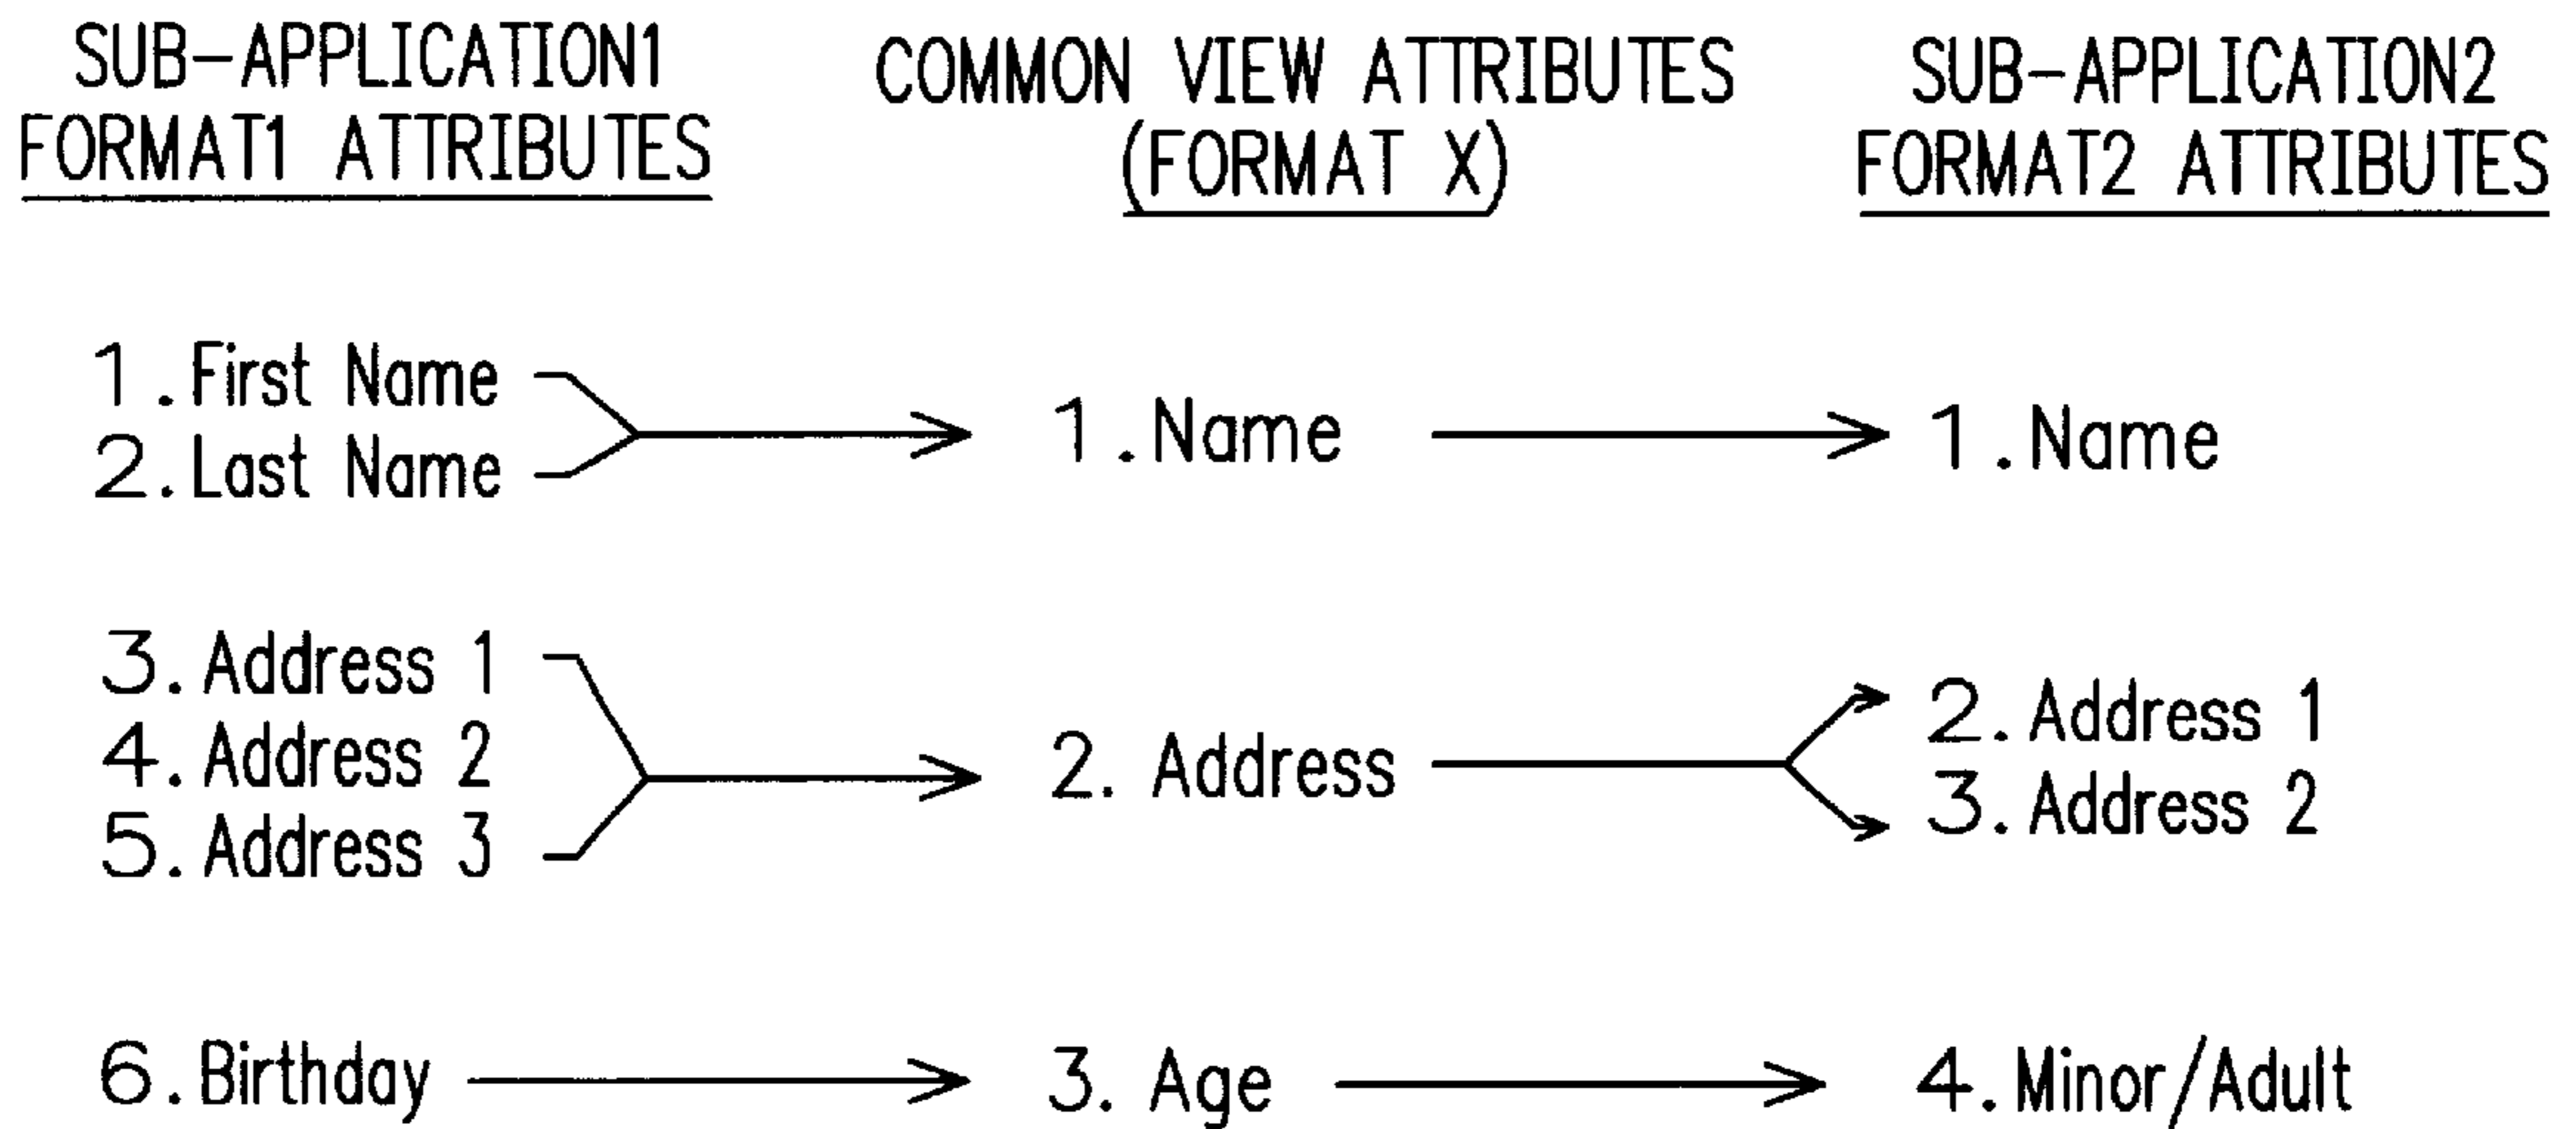 SUB-APPLICATION1
FORMAT1 ATTRIBUTES
COMMON VIEW ATTRIBUTES
(FORMAT X)
SUB-APPLICATION2
FORMAT2 ATTRIBUTES
1. First Name
2. Last Name
1. Name
1. Name
3. Address 1
4. Address 2
5. Address 3
2. Address
2. Address 1
3. Address 2
6. Birthday
3. Age
4. Minor/Adult